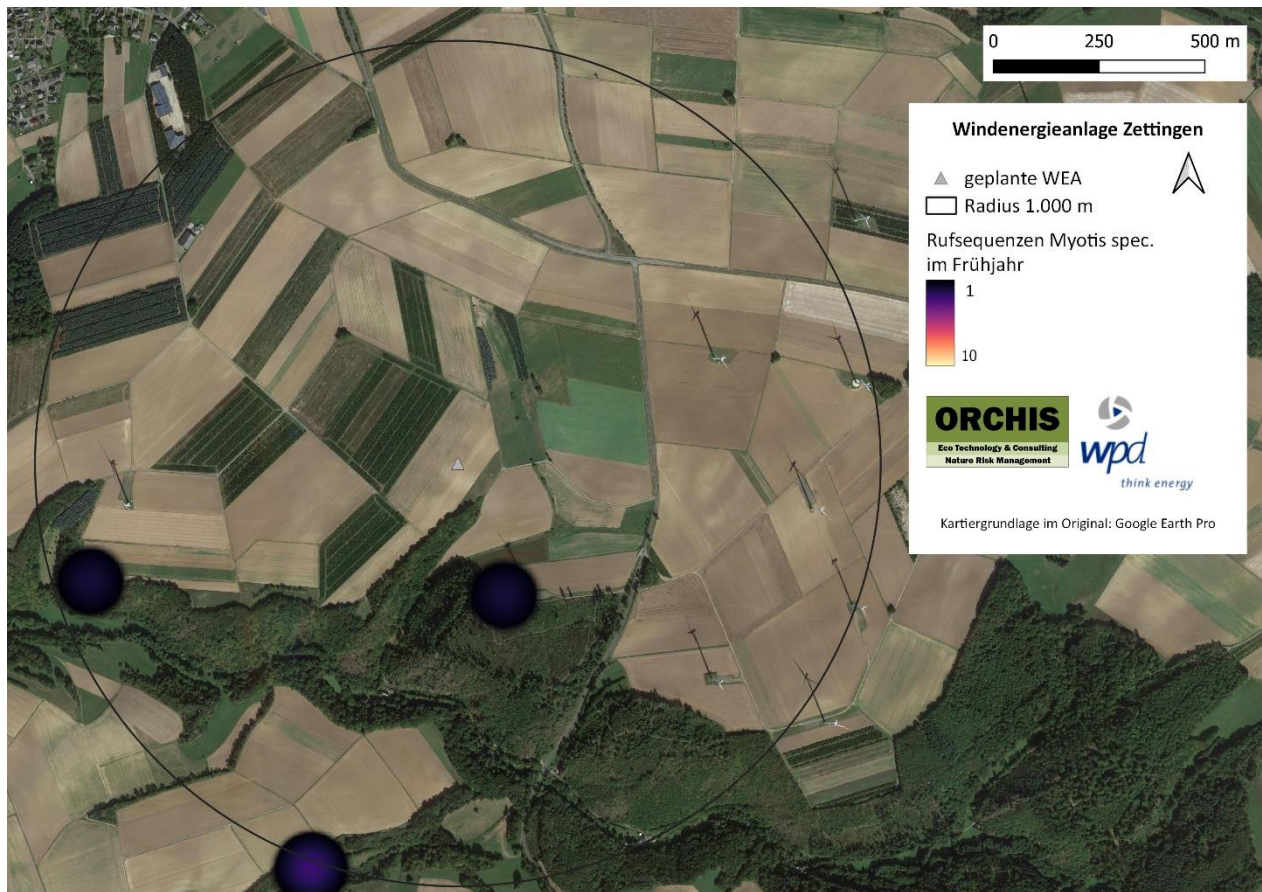 0 250 500 m
Windenergieanlage Zettingen
geplante WEA
Radius 1.000 m
Rufsequenzen Myotis spec.
im Frühjahr
1
10
ORCHIS
Eco Technology & Consulting
Nature Risk Management
wpd
think energy
Kartiergrundlage im Original: Google Earth Pro